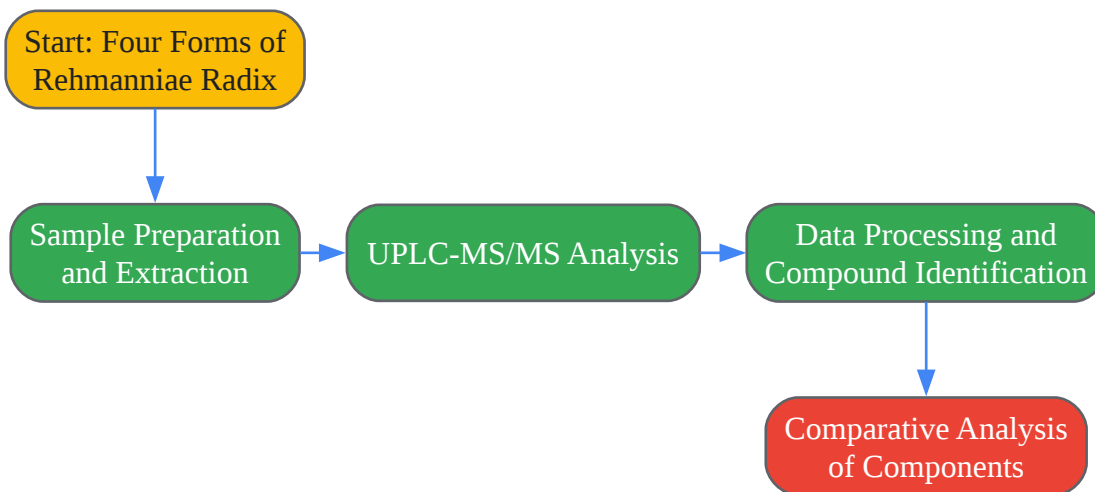 Start: Four Forms of
Rehmanniae Radix
Sample Preparation
and Extraction
UPLC-MS/MS Analysis
Data Processing and
Compound Identification
Comparative Analysis
of Components